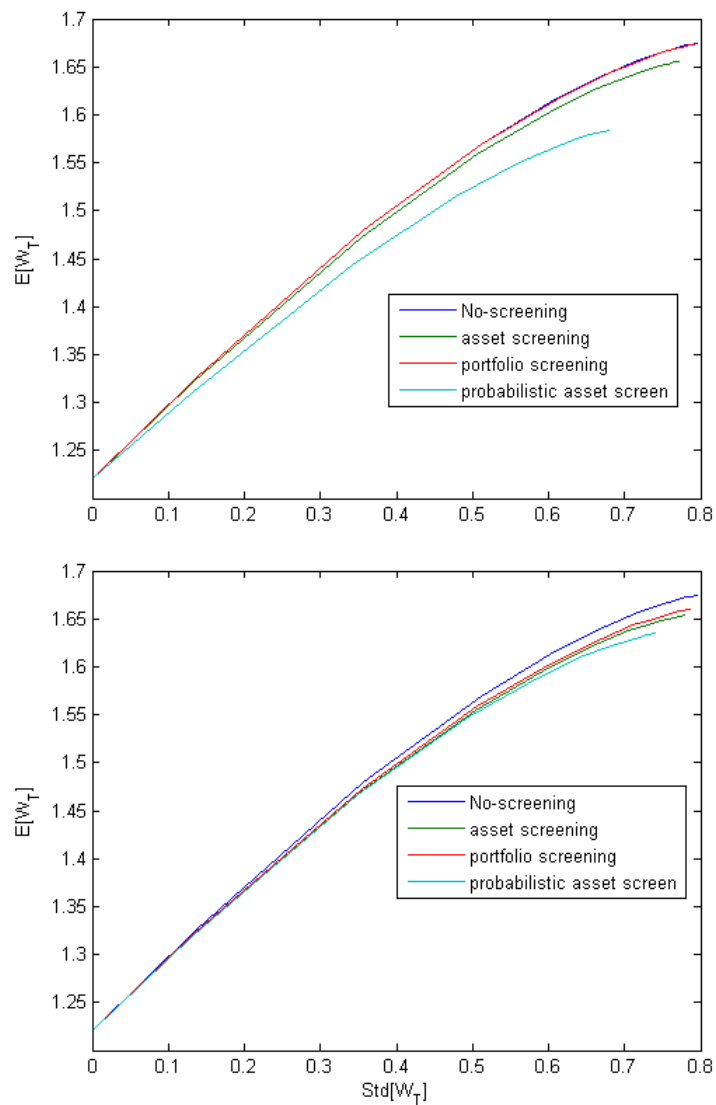 1.7
1.65
1.6
1.55
1.5
1.45
1.4
1.35
1.3
1.25
E[W_T]
No-screening
asset screening
portfolio screening
probabilistic asset screen
0 0.1 0.2 0.3 0.4 0.5 0.6 0.7 0.8
1.7
1.65
1.6
1.55
1.5
1.45
1.4
1.35
1.3
1.25
E[W_T]
No-screening
asset screening
portfolio screening
probabilistic asset screen
0 0.1 0.2 0.3 0.4 0.5 0.6 0.7 0.8
Std[W_T]